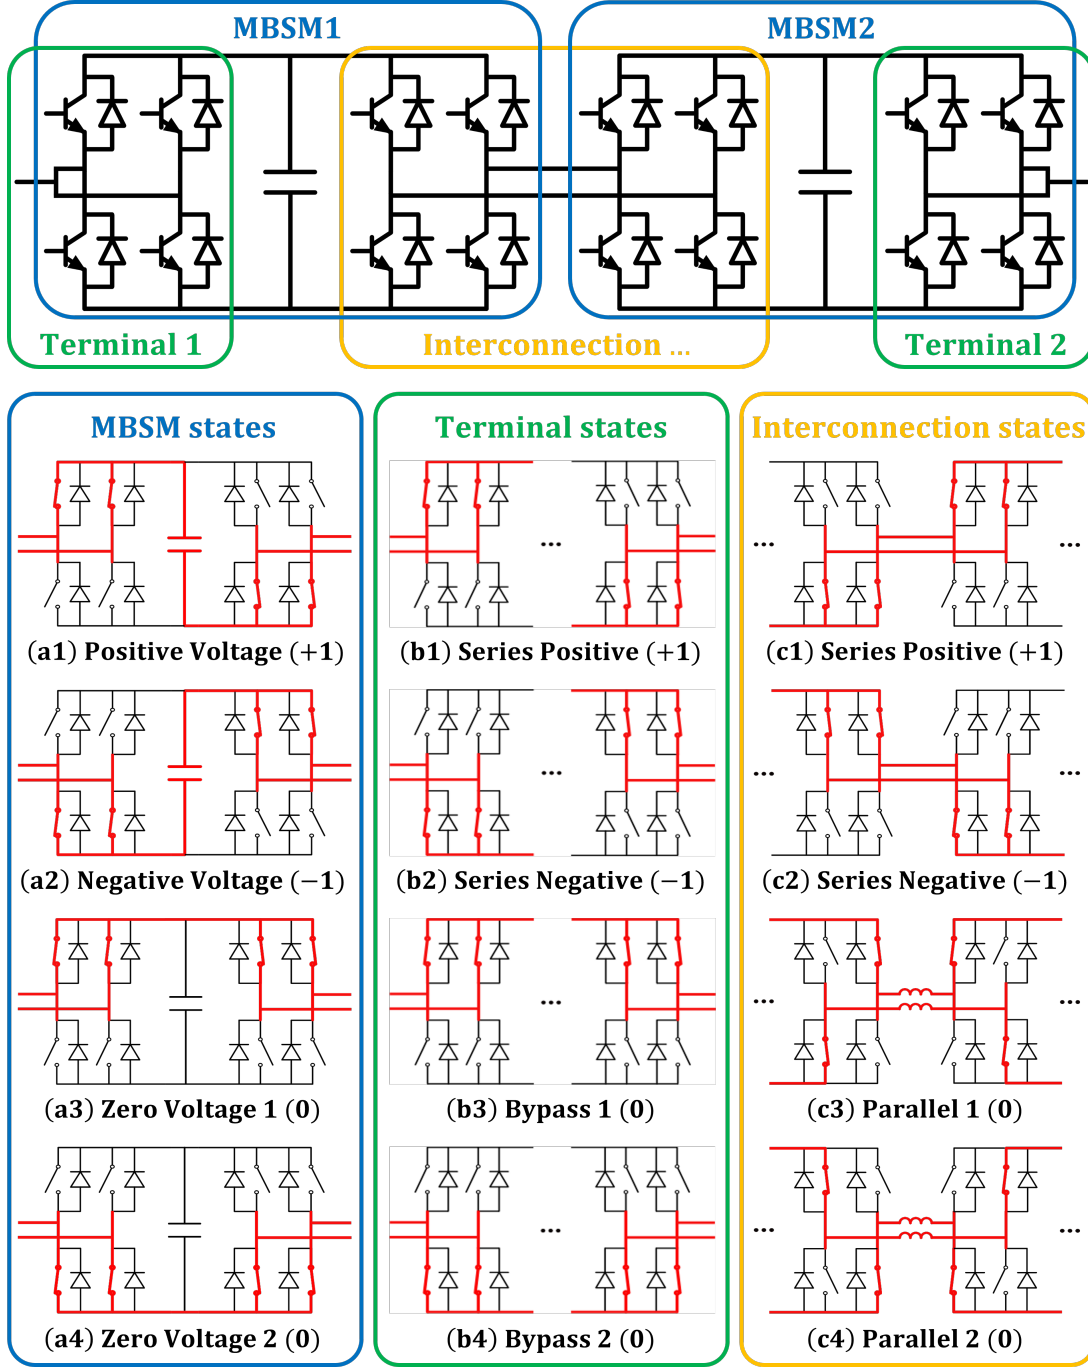 MBSM1
MBSM2
Terminal 1
Interconnection ...
Terminal 2
MBSM states
Terminal states
Interconnection states
...
...
...
(a1) Positive Voltage (+1)
(b1) Series Positive (+1)
(c1) Series Positive (+1)
...
...
...
(a2) Negative Voltage (−1)
(b2) Series Negative (−1)
(c2) Series Negative (−1)
...
...
...
(a3) Zero Voltage 1 (0)
(b3) Bypass 1 (0)
(c3) Parallel 1 (0)
...
...
...
(a4) Zero Voltage 2 (0)
(b4) Bypass 2 (0)
(c4) Parallel 2 (0)